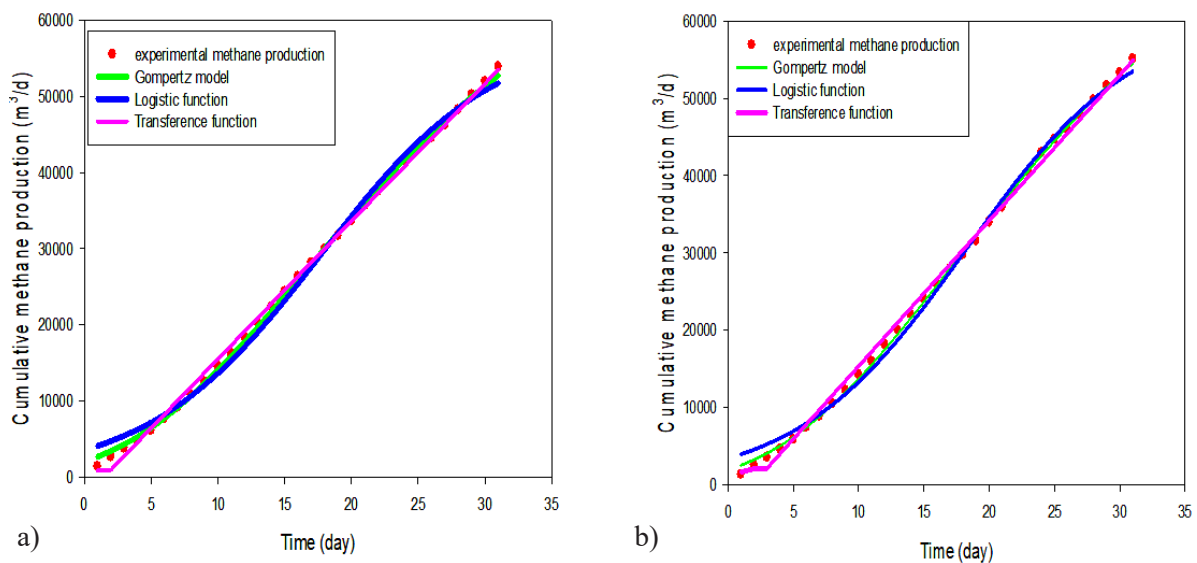 60000
50000
40000
30000
20000
10000
0
Cumulative methane production (m³/d)
experimental methane production
Gompertz model
Logistic function
Transference function
0 5 10 15 20 25 30 35
Time (day)
a)
60000
50000
40000
30000
20000
10000
0
Cumulative methane production (m³/d)
experimental methane production
Gompertz model
Logistic function
Transference function
0 5 10 15 20 25 30 35
Time (day)
b)